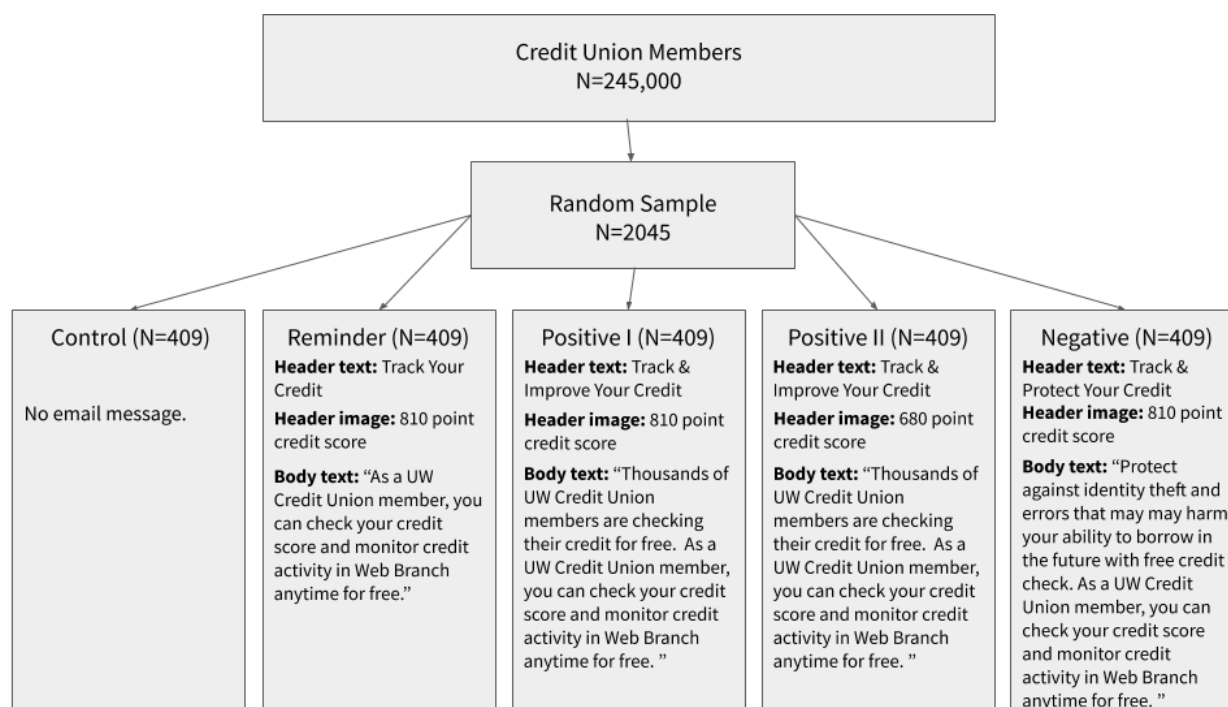 Credit Union Members
N=245,000
Random Sample
N=2045
Control (N=409)
No email message.
Reminder (N=409)
Header text: Track Your
Credit
Header image: 810 point
credit score
Body text: “As a UW
Credit Union member, you
can check your credit
score and monitor credit
activity in Web Branch
anytime for free.”
Positive I (N=409)
Header text: Track &
Improve Your Credit
Header image: 810 point
credit score
Body text: “Thousands of
UW Credit Union
members are checking
their credit for free. As a
UW Credit Union member,
you can check your credit
score and monitor credit
activity in Web Branch
anytime for free. ”
Positive II (N=409)
Header text: Track &
Improve Your Credit
Header image: 680 point
credit score
Body text: “Thousands of
UW Credit Union
members are checking
their credit for free. As a
UW Credit Union member,
you can check your credit
score and monitor credit
activity in Web Branch
anytime for free. ”
Negative (N=409)
Header text: Track &
Protect Your Credit
Header image: 810 point
credit score
Body text: “Protect
against identity theft and
errors that may may harm
your ability to borrow in
the future with free credit
check. As a UW Credit
Union member, you can
check your credit score
and monitor credit
activity in Web Branch
anytime for free. ”